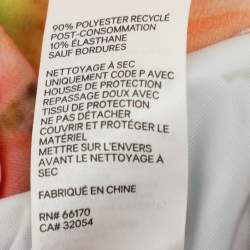 90% POLYESTER RECYCLÉ
POST-CONSOMMATION
10% ÉLASTHANE
SAUF BORDURES
NETTOYAGE À SEC
UNIQUEMENT CODE P AVEC
HOUSSE DE PROTECTION
REPASSAGE DOUX AVEC
TISSU DE PROTECTION
NE PAS DÉTACHER
COUVRIR ET PROTÉGER LE
MATÉRIEL
METTRE SUR L'ENVERS
AVANT LE NETTOYAGE À
SEC
FABRIQUÉ EN CHINE
RN# 66170
CA# 32054